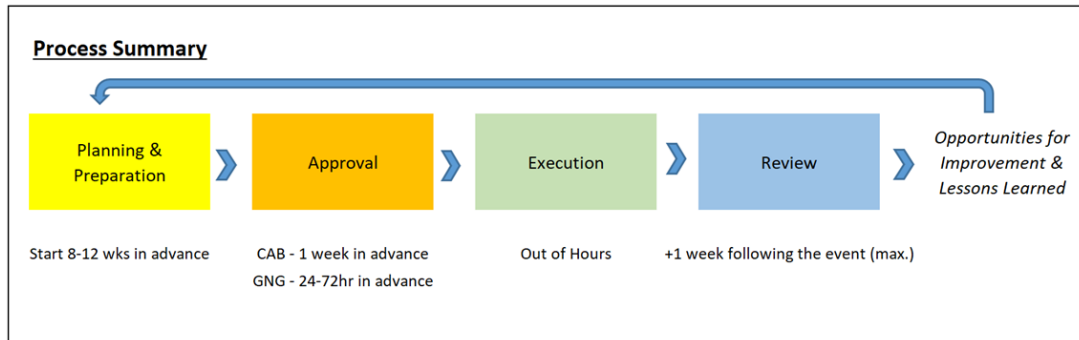 Process Summary
Planning &
Preparation
Approval
Execution
Review
Opportunities for
Improvement &
Lessons Learned
Start 8-12 wks in advance
CAB - 1 week in advance
GNG - 24-72hr in advance
Out of Hours
+1 week following the event (max.)